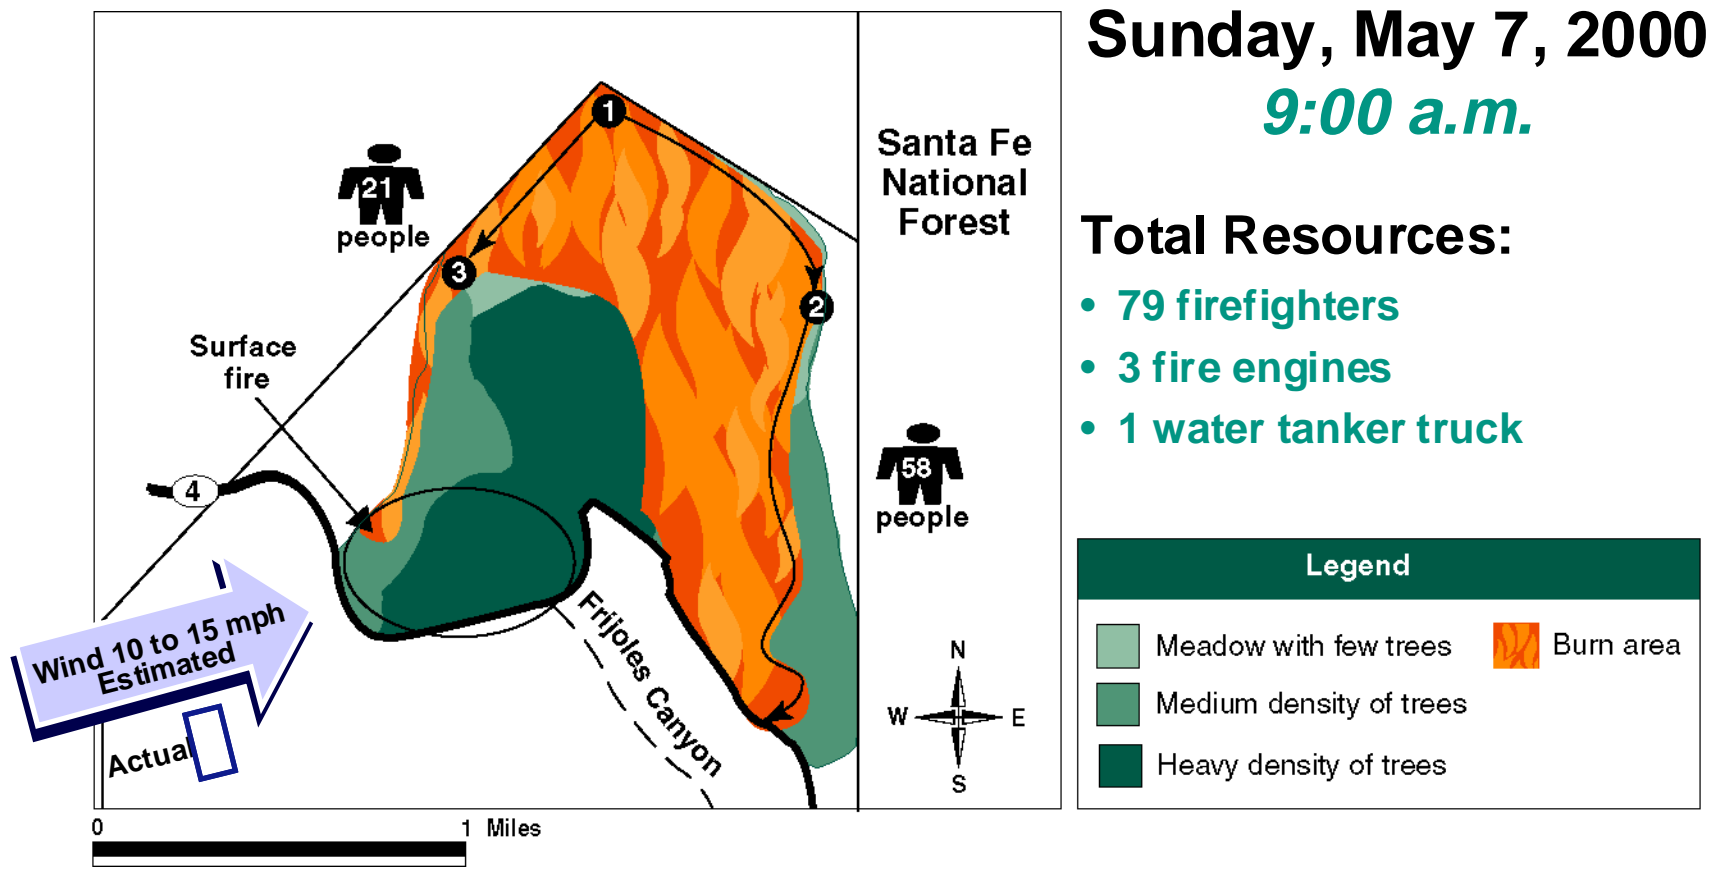 Sunday, May 7, 2000
9:00 a.m.
1
Santa Fe
National
Forest
21
people
3
2
Surface
fire
4
58
people
Wind 10 to 15 mph
Estimated
Actual
Frijoles Canyon
N
W
E
S
0
1 Miles
Total Resources:
• 79 firefighters
• 3 fire engines
• 1 water tanker truck
Legend
Meadow with few trees
Burn area
Medium density of trees
Heavy density of trees